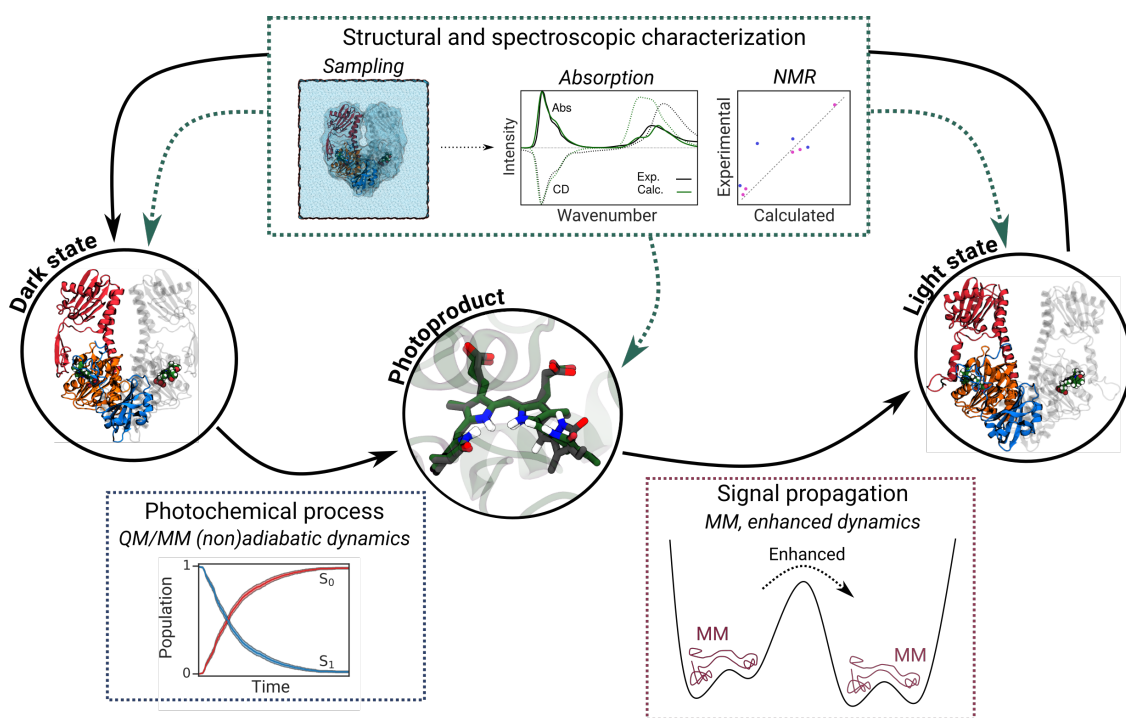 Structural and spectroscopic characterization
Sampling
Absorption
NMR
Intensity
Abs
CD
Exp.
Calc.
Wavenumber
Experimental
Calculated
Dark state
Photoproduct
Light state
Photochemical process
QM/MM (non)adiabatic dynamics
Population
1
0
S₀
S₁
Time
Signal propagation
MM, enhanced dynamics
Enhanced
MM
MM